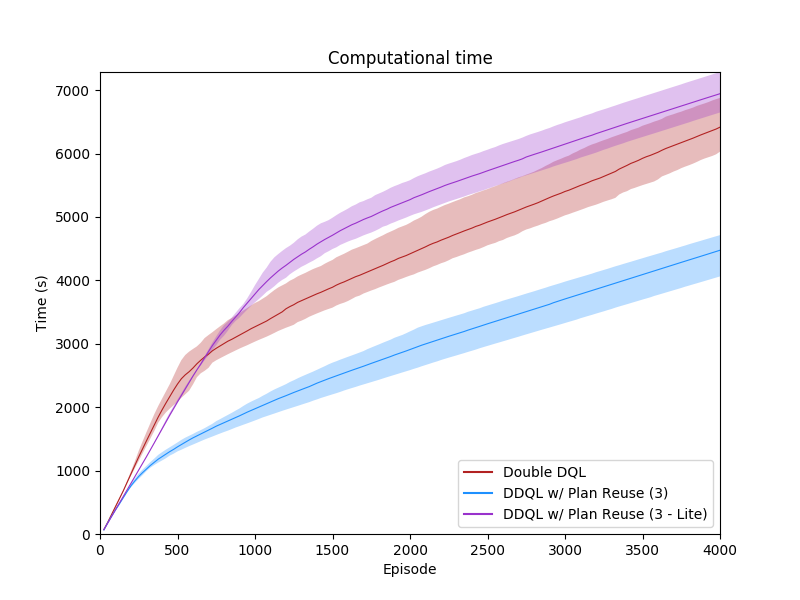 Computational time
7000
6000
5000
4000
3000
2000
1000
0
Time (s)
0 500 1000 1500 2000 2500 3000 3500 4000
Episode
Double DQL
DDQL w/ Plan Reuse (3)
DDQL w/ Plan Reuse (3 - Lite)